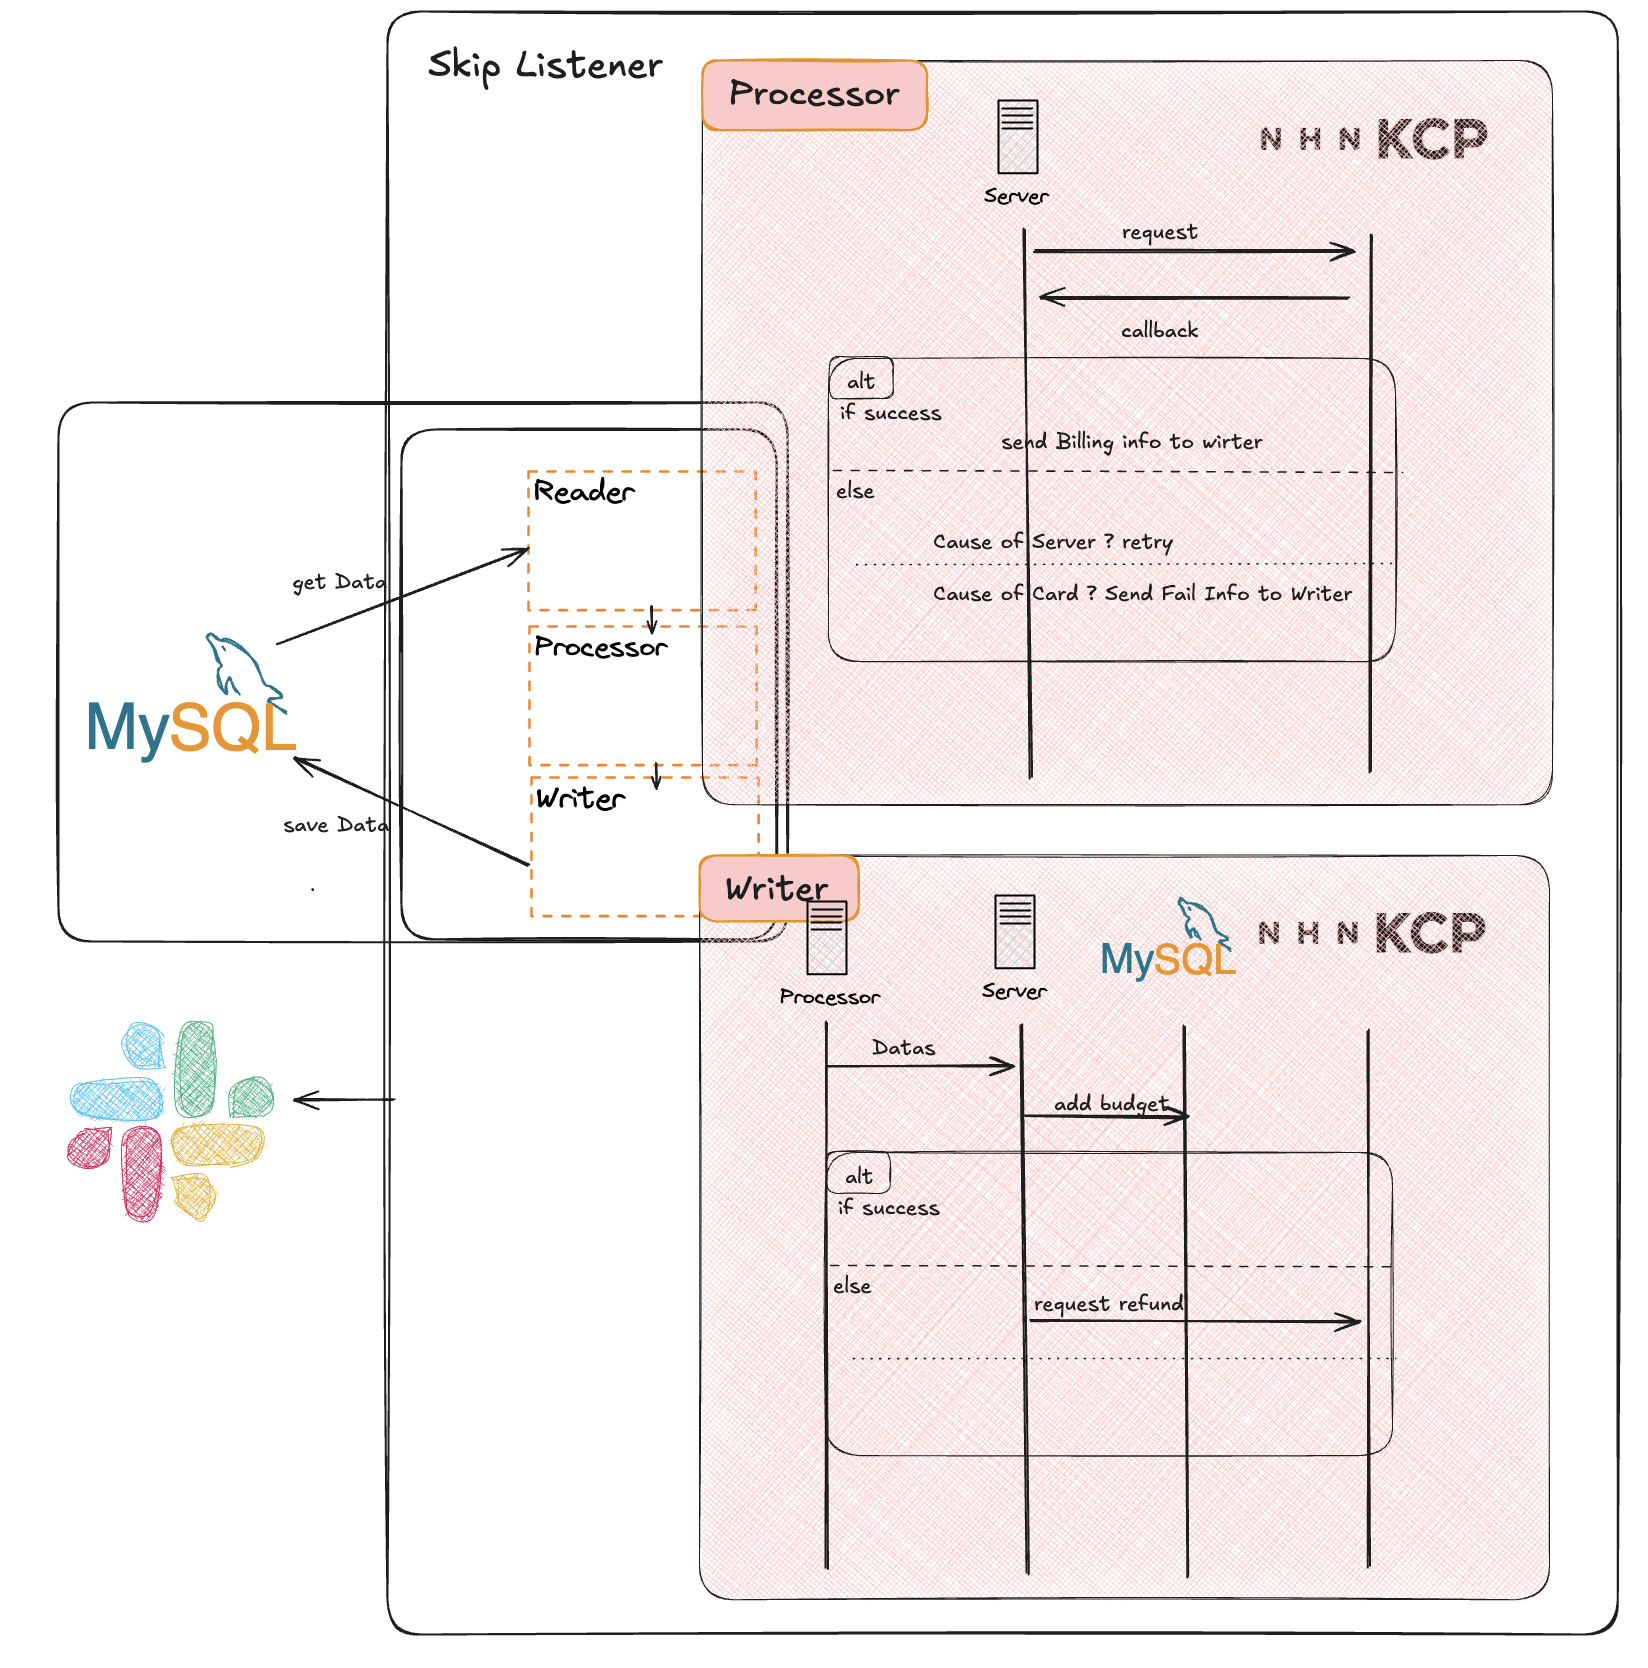 Skip Listener
Processor
Server
NHN KCP
request
callback
alt
if success
send Billing info to wirter
else
Cause of Server ? retry
Cause of Card ? Send Fail Info to Writer
Reader
get Data
Processor
MySQL
Writer
save Data
Writer
Processor
Server
MySQL
NHN KCP
Datas
add budget
alt
if success
else
request refund